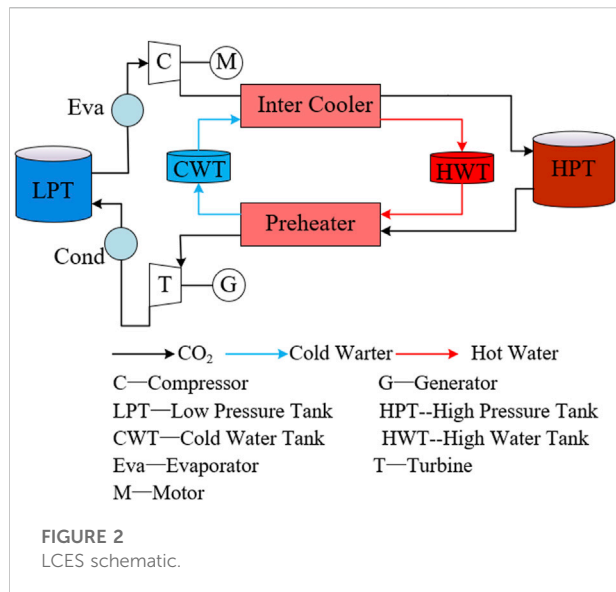 C
M
Eva
Inter Cooler
CWT
HWT
LPT
HPT
Cond
Preheater
T
G
CO₂
Cold Warter
Hot Water
C—Compressor
G—Generator
LPT—Low Pressure Tank
HPT--High Pressure Tank
CWT—Cold Water Tank
HWT--High Water Tank
Eva—Evaporator
T—Turbine
M—Motor
FIGURE 2
LCES schematic.